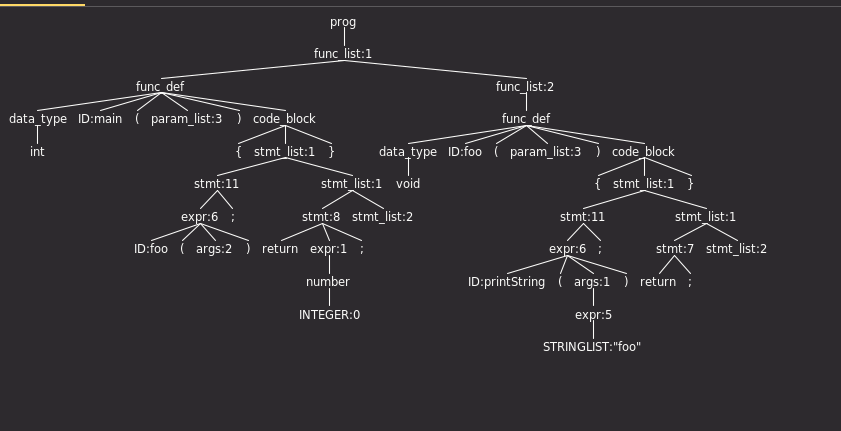 prog
func_list:1
func_def func_list:2
data_type ID:main ( param_list:3 ) code_block func_def
int { stmt_list:1 } data_type ID:foo ( param_list:3 ) code_block
stmt:11 stmt_list:1 void { stmt_list:1 }
expr:6 ; stmt:8 stmt_list:2 stmt:11 stmt_list:1
ID:foo ( args:2 ) return expr:1 ; expr:6 ; stmt:7 stmt_list:2
number ID:printString ( args:1 ) return ;
INTEGER:0 expr:5
STRINGLIST:"foo"